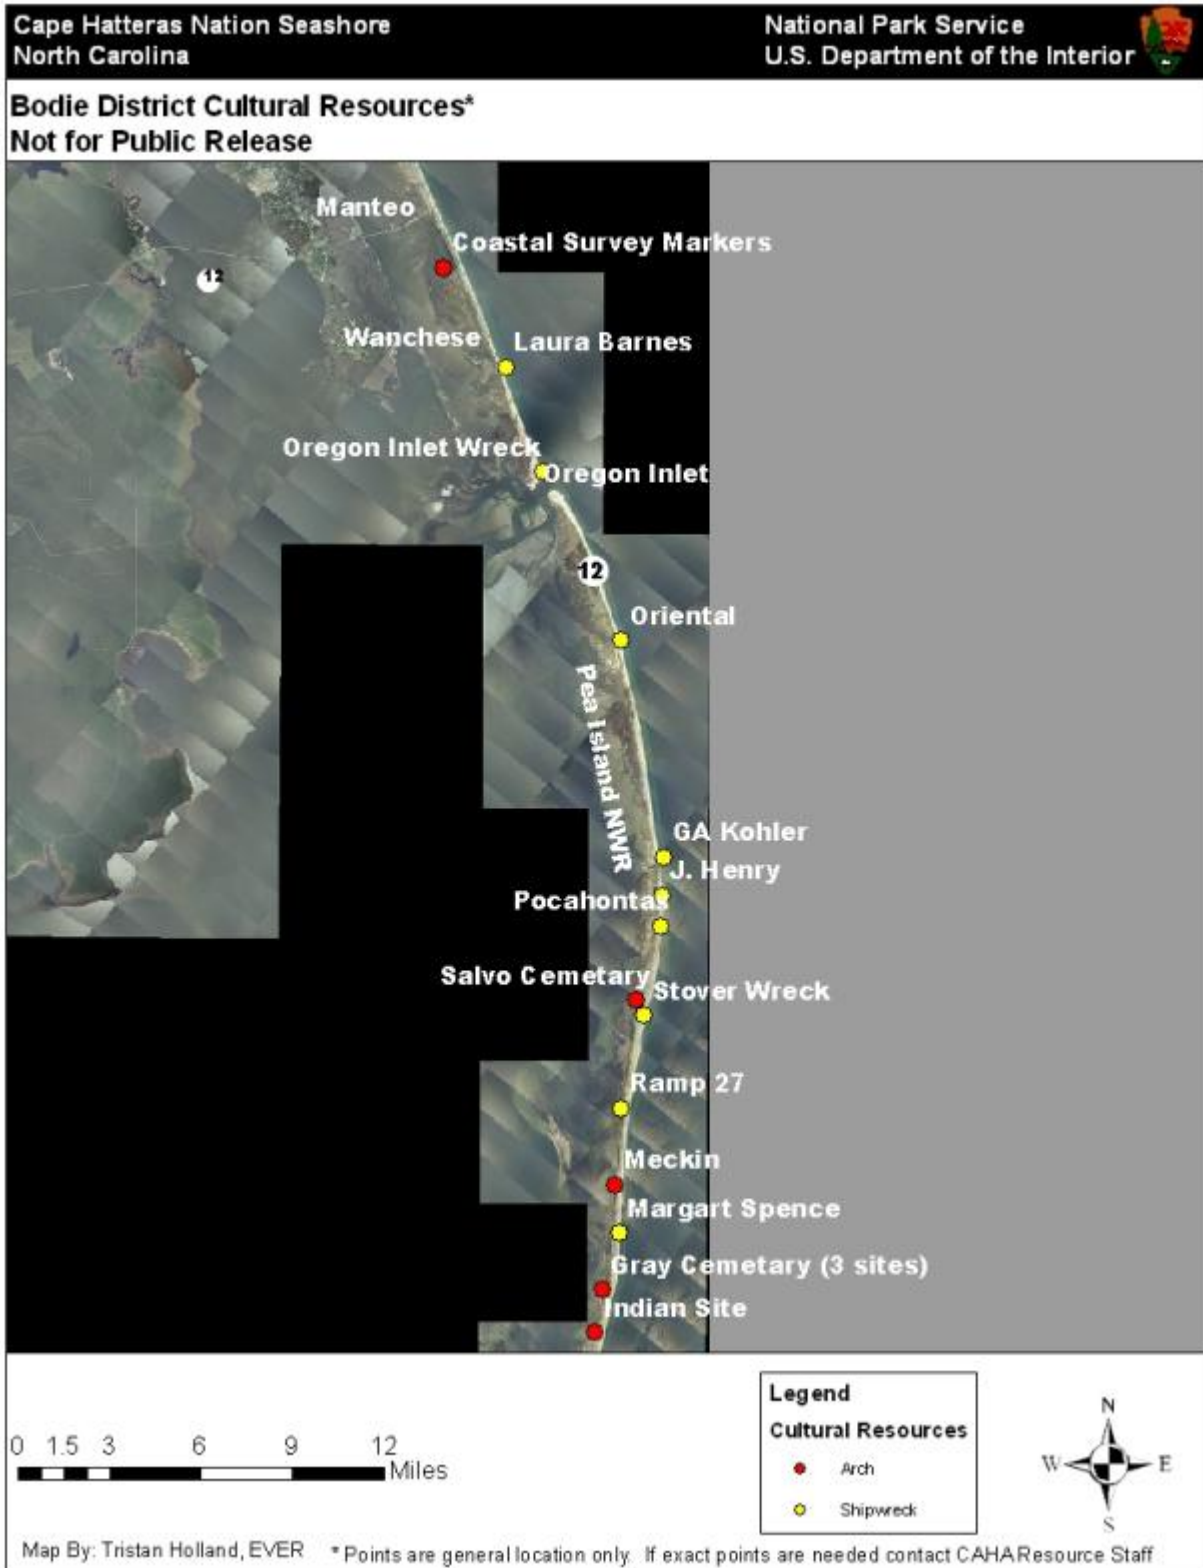 Cape Hatteras Nation Seashore
North Carolina
National Park Service
U.S. Department of the Interior
Bodie District Cultural Resources*
Not for Public Release
Manteo
Coastal Survey Markers
12
Wanchese
Laura Barnes
Oregon Inlet Wreck
Oregon Inlet
12
Oriental
Pea Island NWR
GA Kohler
J. Henry
Pocahontas
Salvo Cemetary
Stover Wreck
Ramp 27
Meckin
Margart Spence
Gray Cemetary (3 sites)
Indian Site
0 1.5 3 6 9 12
Miles
Legend
Cultural Resources
Arch
Shipwreck
N
W E
S
Map By: Tristan Holland, EVER
* Points are general location only. If exact points are needed contact CAHA Resource Staff